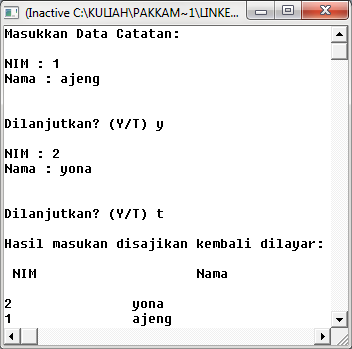 (Inactive C:\KULIAH\PAKKAM~1\LINKE...
Masukkan Data Catatan:
NIM : 1
Nama : ajeng
Dilanjutkan? (Y/T) y
NIM : 2
Nama : yona
Dilanjutkan? (Y/T) t
Hasil masukan disajikan kembali dilayar:
NIM Nama
2 yona
1 ajeng